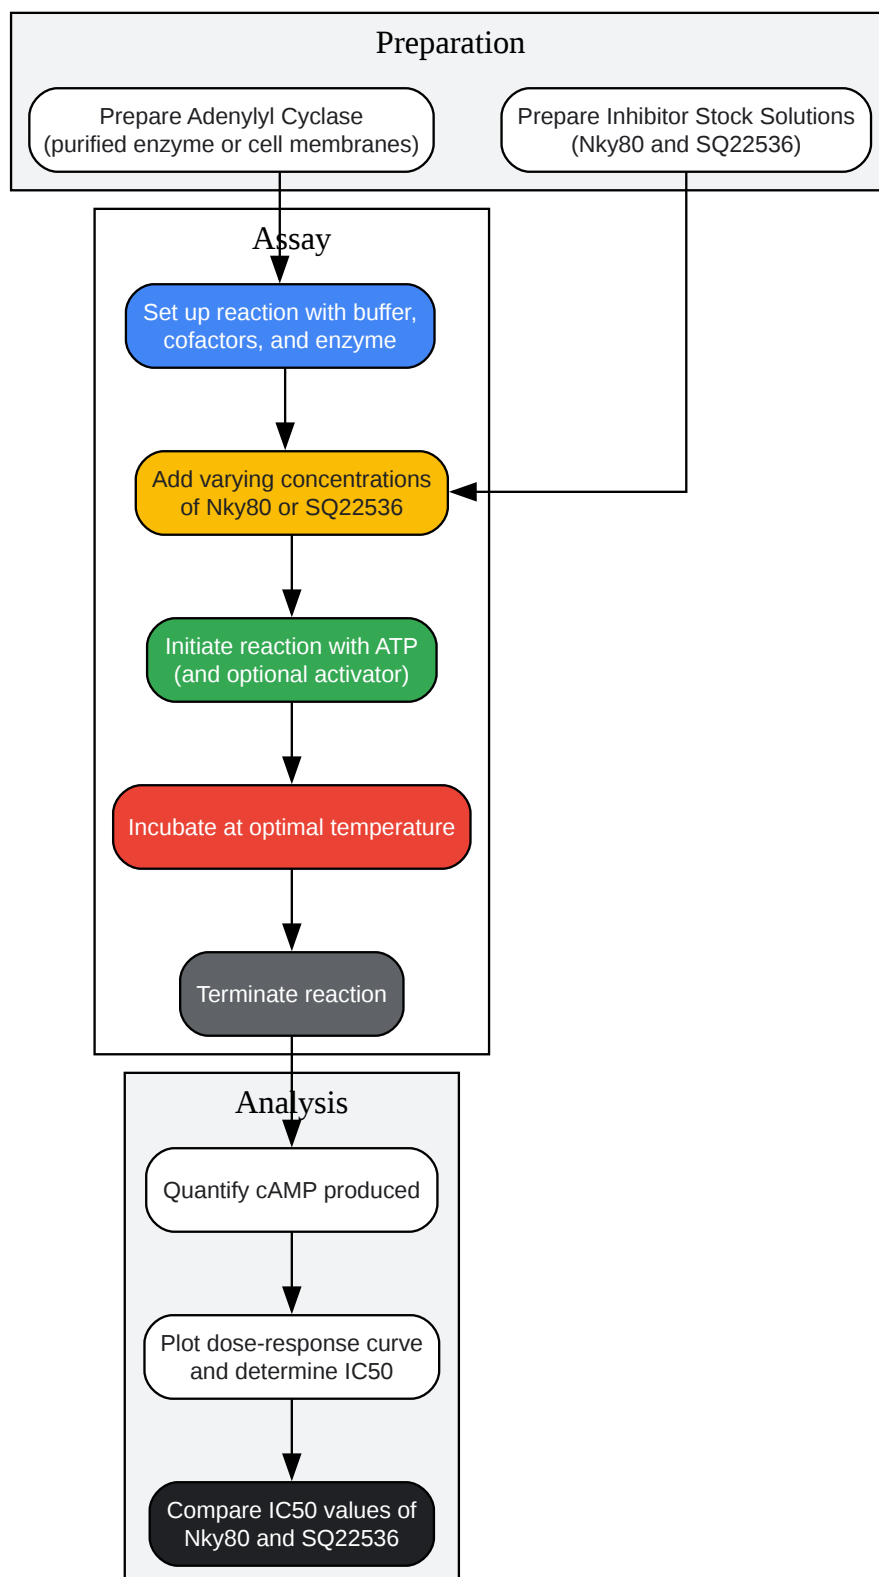 Preparation
Prepare Adenylyl Cyclase
(purified enzyme or cell membranes)
Prepare Inhibitor Stock Solutions
(Nky80 and SQ22536)
Assay
Set up reaction with buffer,
cofactors, and enzyme
Add varying concentrations
of Nky80 or SQ22536
Initiate reaction with ATP
(and optional activator)
Incubate at optimal temperature
Terminate reaction
Analysis
Quantify cAMP produced
Plot dose-response curve
and determine IC50
Compare IC50 values of
Nky80 and SQ22536